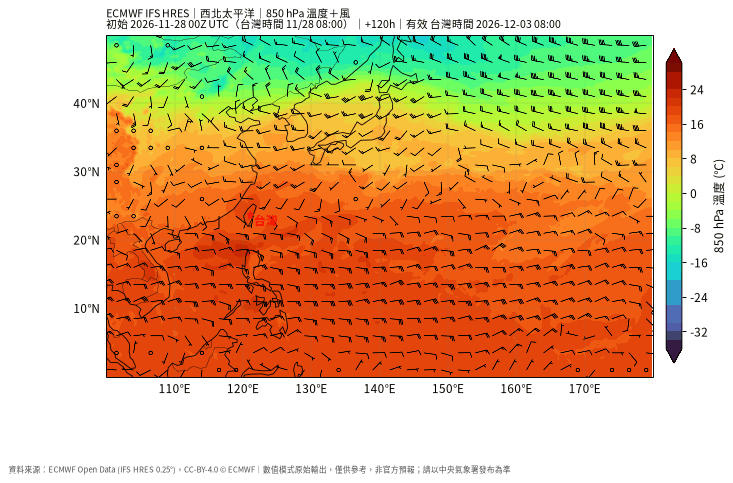 ECMWF IFS HRES｜西北太平洋｜850 hPa 溫度＋風
初始 2026-11-28 00Z UTC（台灣時間 11/28 08:00）｜+120h｜有效 台灣時間 2026-12-03 08:00
40°N
30°N
20°N
10°N
110°E
120°E
130°E
140°E
150°E
160°E
170°E
台灣
24
16
8
0
-8
-16
-24
-32
850 hPa 溫度 (°C)
資料來源：ECMWF Open Data (IFS HRES 0.25°)，CC-BY-4.0 © ECMWF｜數值模式原始輸出，僅供參考，非官方預報；請以中央氣象署發布為準